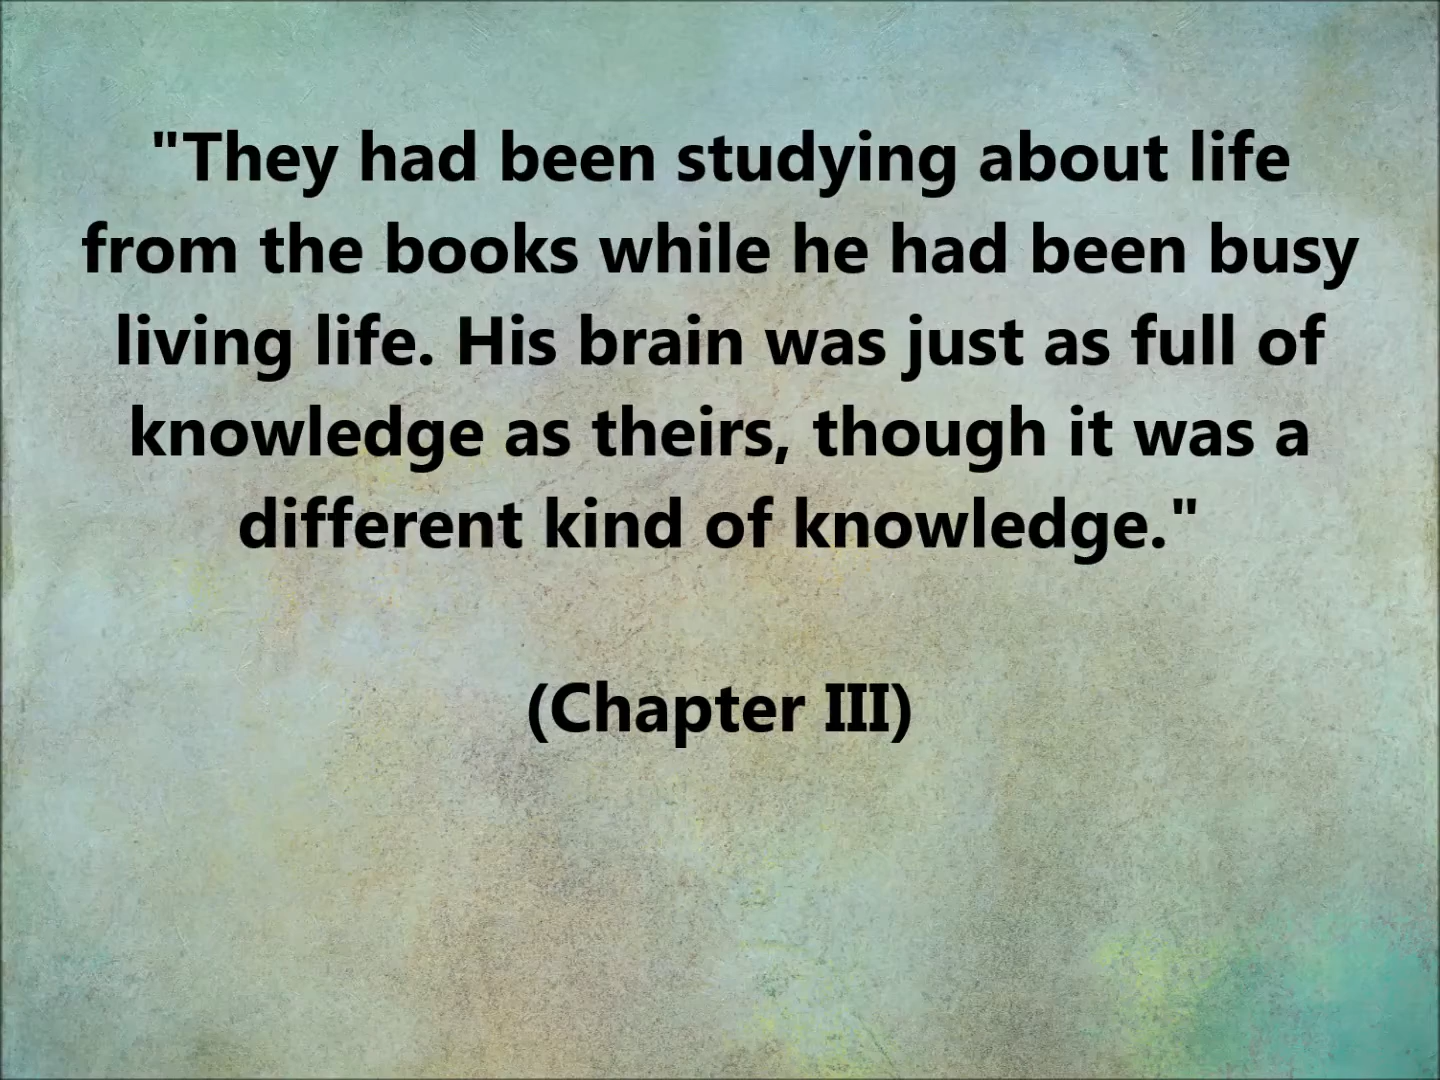 "They had been studying about life
from the books while he had been busy
living life. His brain was just as full of
knowledge as theirs, though it was a
different kind of knowledge."
(Chapter III)